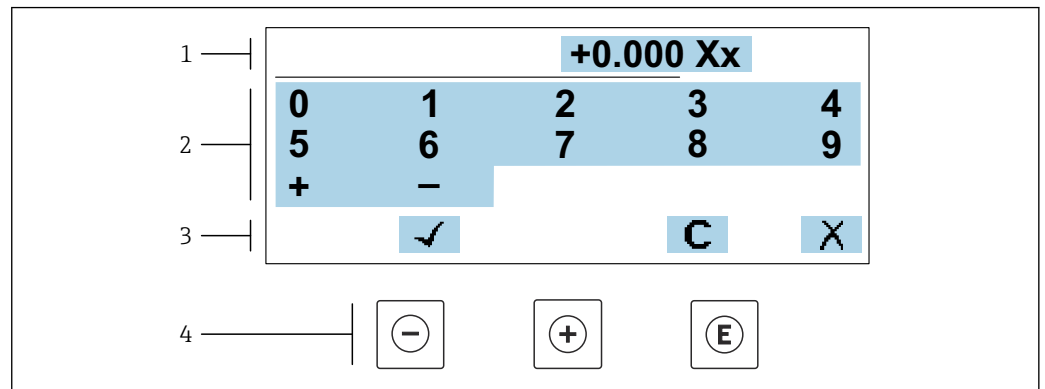 1 +0.000 Xx
0 1 2 3 4
2 5 6 7 8 9
+ −
3 ✓ C X
4 − + E